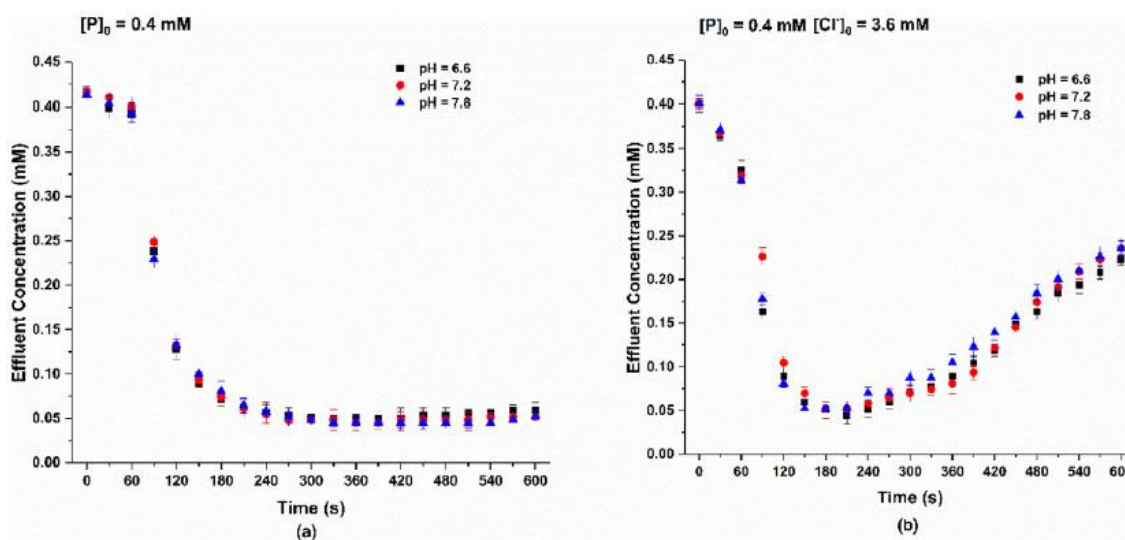 [P]₀ = 0.4 mM
pH = 6.6
pH = 7.2
pH = 7.8
Effluent Concentration (mM)
0.45
0.40
0.35
0.30
0.25
0.20
0.15
0.10
0.05
0.00
0 60 120 180 240 300 360 420 480 540 600
Time (s)
(a)
[P]₀ = 0.4 mM [Cl⁻]₀ = 3.6 mM
pH = 6.6
pH = 7.2
pH = 7.8
Effluent Concentration (mM)
0.45
0.40
0.35
0.30
0.25
0.20
0.15
0.10
0.05
0.00
0 60 120 180 240 300 360 420 480 540 600
Time (s)
(b)